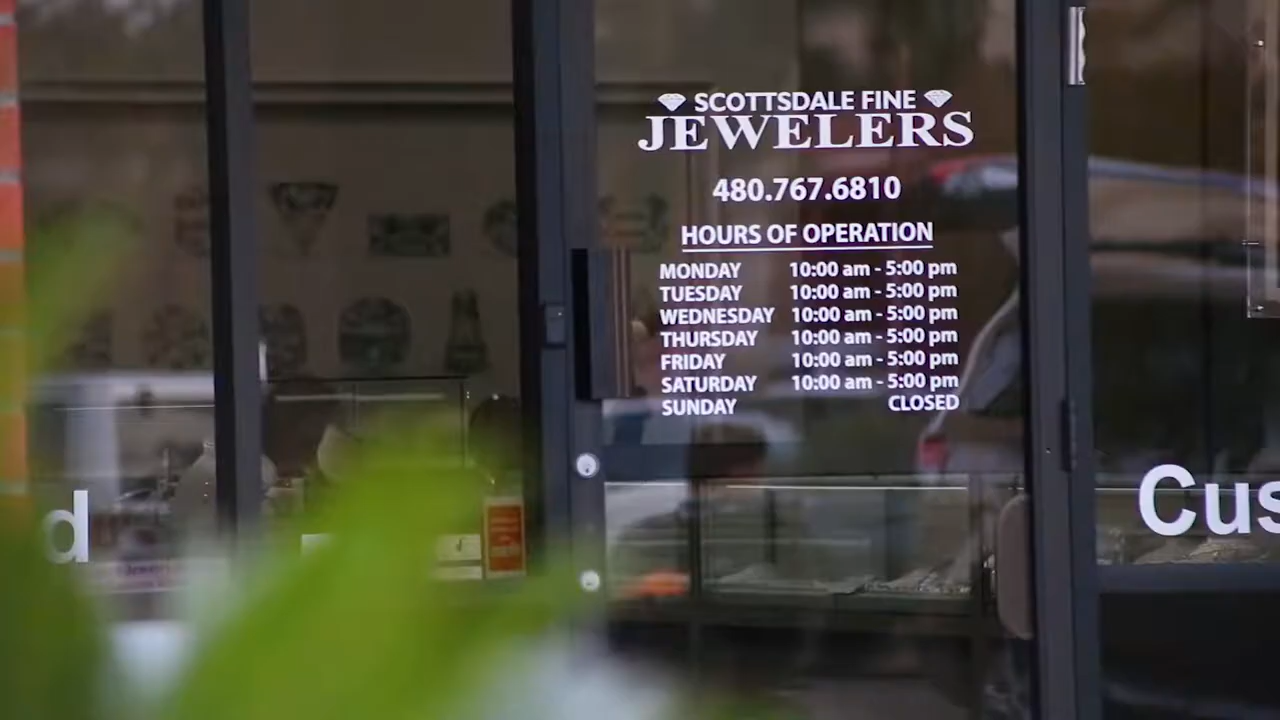 SCOTTSDALE FINE
JEWELERS
480.767.6810
HOURS OF OPERATION
MONDAY 10:00 am - 5:00 pm
TUESDAY 10:00 am - 5:00 pm
WEDNESDAY 10:00 am - 5:00 pm
THURSDAY 10:00 am - 5:00 pm
FRIDAY 10:00 am - 5:00 pm
SATURDAY 10:00 am - 5:00 pm
SUNDAY CLOSED
d
Cus